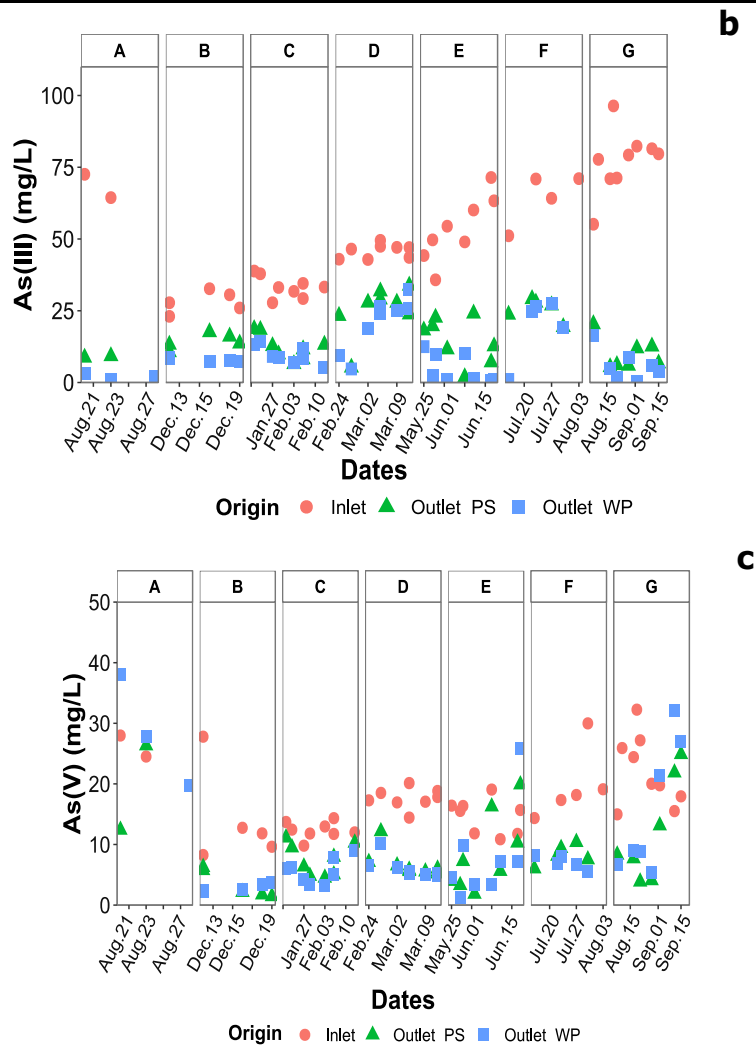 b
A B C D E F G
100
75
50
25
0
As(III) (mg/L)
Aug.21 Aug.23 Aug.27 Dec.13 Dec.15 Dec.19 Jan.27 Feb.03 Feb.10 Feb.24 Mar.02 Mar.09 May.25 Jun.01 Jun.15 Jul.20 Jul.27 Aug.03 Aug.15 Sep.01 Sep.15
Dates
Origin Inlet Outlet PS Outlet WP
c
A B C D E F G
50
40
30
20
10
0
As(V) (mg/L)
Aug.21 Aug.23 Aug.27 Dec.13 Dec.15 Dec.19 Jan.27 Feb.03 Feb.10 Feb.24 Mar.02 Mar.09 May.25 Jun.01 Jun.15 Jul.20 Jul.27 Aug.03 Aug.15 Sep.01 Sep.15
Dates
Origin Inlet Outlet PS Outlet WP